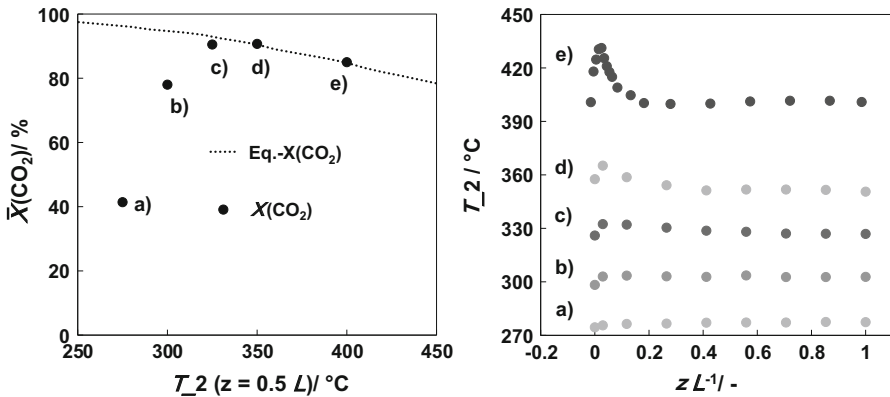 100
80
60
40
20
0
X̅(CO₂)/ %
a)
b)
c)
d)
e)
Eq.-X(CO₂)
X(CO₂)
250 300 350 400 450
T_2 (z = 0.5 L)/ °C
450
420
390
360
330
300
270
T_2 / °C
e)
d)
c)
b)
a)
-0.2 0 0.2 0.4 0.6 0.8 1
z L⁻¹/ -